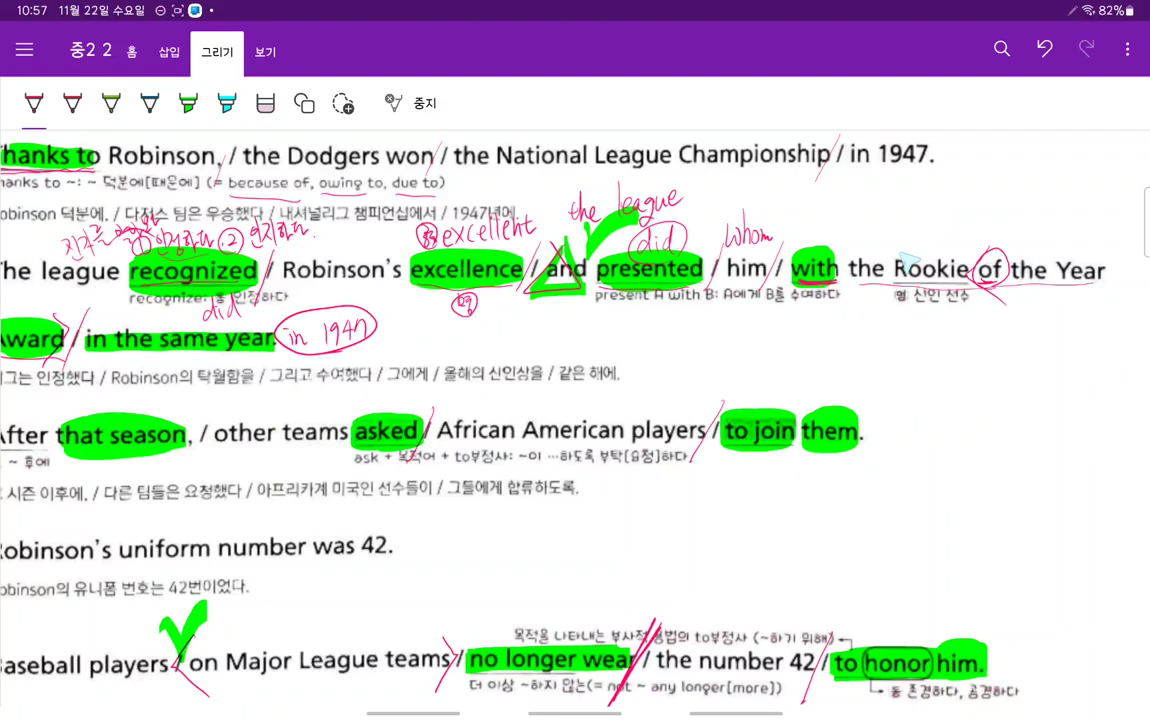 10:57 11월 22일 수요일 82%
중2 2 홈 삽입 그리기 보기
중지
hanks to Robinson, / the Dodgers won / the National League Championship / in 1947.
hanks to ~: ~ 덕분에[때문에] (= because of, owing to, due to)
obinson 덕분에, / 다저스 팀은 우승했다 / 내셔널리그 챔피언십에서 / 1947년에.
the league
① 인정하다 ② 인지하다. 형 excellent did whom
he league recognized / Robinson's excellence / and presented / him / with the Rookie of the Year
recognize: 동 인정하다 명 present A with B: A에게 B를 수여하다 명 신인 선수
did
Award / in the same year. in 1947
그는 인정했다 / Robinson의 탁월함을 / 그리고 수여했다 / 그에게 / 올해의 신인상을 / 같은 해에.
After that season, / other teams asked / African American players / to join them.
~ 후에 ask + 목적어 + to부정사: ~이 …하도록 부탁[요청]하다
시즌 이후에, / 다른 팀들은 요청했다 / 아프리카계 미국인 선수들이 / 그들에게 합류하도록.
obinson's uniform number was 42.
obinson의 유니폼 번호는 42번이었다.
목적을 나타내는 부사적 용법의 to부정사 (~하기 위해)
aseball players / on Major League teams / no longer wear / the number 42 / to honor him.
더 이상 ~하지 않는(= not ~ any longer[more]) 동 존경하다, 공경하다